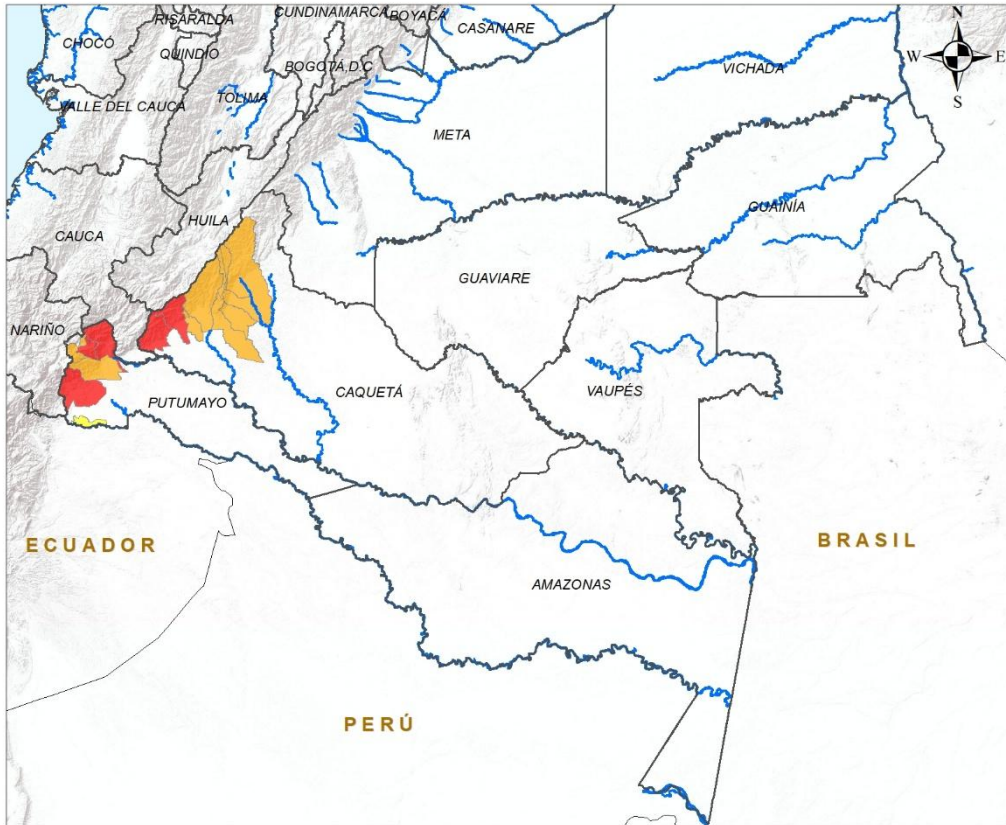 CUNDINAMARCA
BOYACÁ
RISARALDA
CASANARE
N
CHOCÓ
QUINDÍO
BOGOTÁ, D.C
W
E
VICHADA
VALLE DEL CAUCA
TOLIMA
S
META
HUILA
GUAINÍA
CAUCA
GUAVIARE
NARIÑO
CAQUETÁ
VAUPÉS
PUTUMAYO
ECUADOR
BRASIL
AMAZONAS
PERÚ